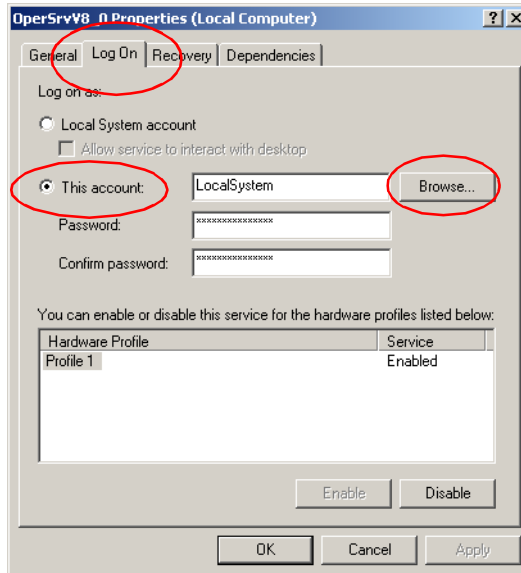 OperSrvV8_0 Properties (Local Computer)
General Log On Recovery Dependencies
Log on as:
Local System account
Allow service to interact with desktop
This account: LocalSystem Browse...
Password: ***************
Confirm password: ***************
You can enable or disable this service for the hardware profiles listed below:
Hardware Profile Service
Profile 1 Enabled
Enable Disable
OK Cancel Apply